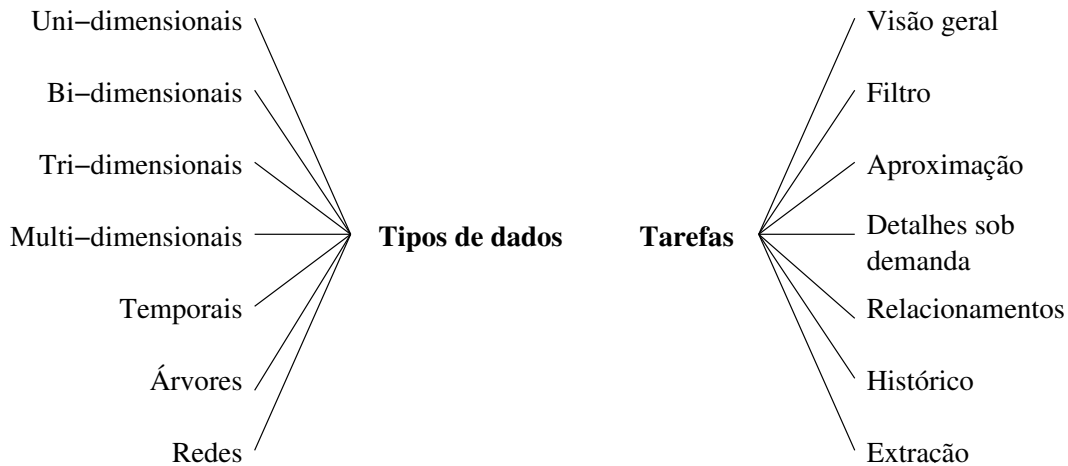 Uni−dimensionais
Bi−dimensionais
Tri−dimensionais
Multi−dimensionais
Temporais
Árvores
Redes
Tipos de dados
Tarefas
Visão geral
Filtro
Aproximação
Detalhes sob
demanda
Relacionamentos
Histórico
Extração